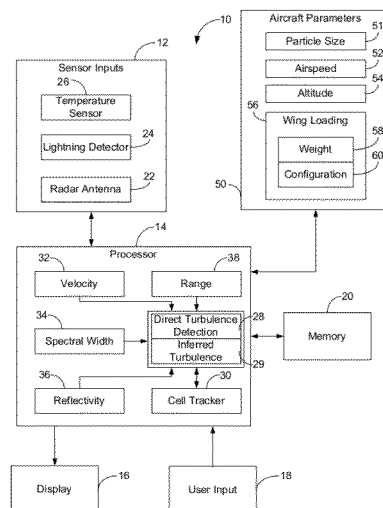 10
12
Sensor Inputs
26
Temperature
Sensor
24
Lightning Detector
22
Radar Antenna
Aircraft Parameters
51
Particle Size
52
Airspeed
54
Altitude
56
Wing Loading
58
Weight
60
Configuration
50
14
Processor
32
Velocity
38
Range
34
Spectral Width
Direct Turbulence
Detection
28
Inferred
Turbulence
29
36
Reflectivity
30
Cell Tracker
20
Memory
Display
16
User Input
18